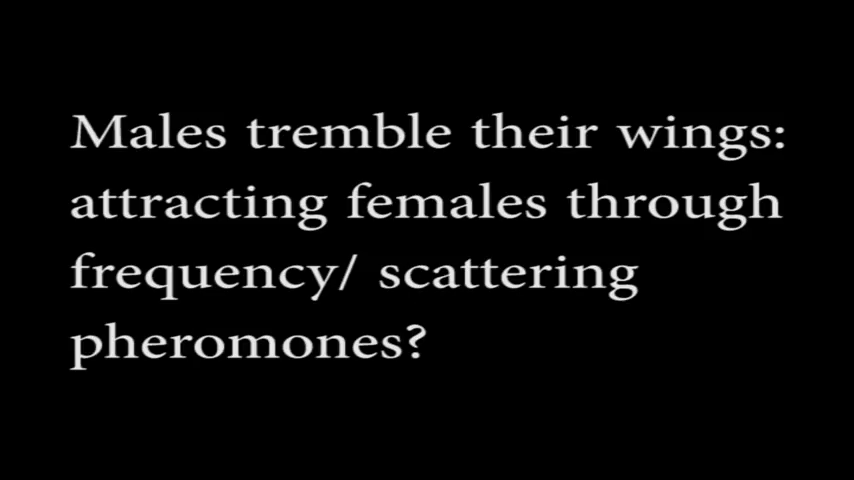 Males tremble their wings:
attracting females through
frequency/ scattering
pheromones?